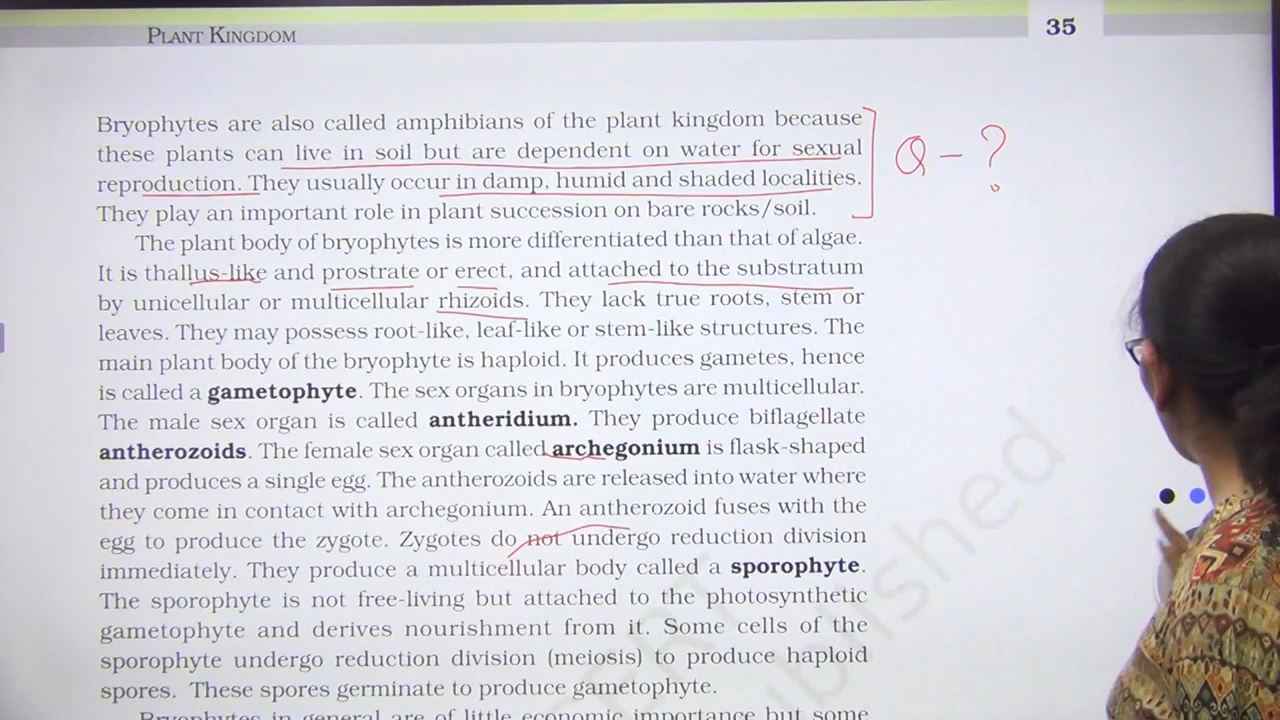 PLANT KINGDOM
35
Bryophytes are also called amphibians of the plant kingdom because
these plants can live in soil but are dependent on water for sexual
reproduction. They usually occur in damp, humid and shaded localities.
They play an important role in plant succession on bare rocks/soil.
Q - ?
The plant body of bryophytes is more differentiated than that of algae.
It is thallus-like and prostrate or erect, and attached to the substratum
by unicellular or multicellular rhizoids. They lack true roots, stem or
leaves. They may possess root-like, leaf-like or stem-like structures. The
main plant body of the bryophyte is haploid. It produces gametes, hence
is called a gametophyte. The sex organs in bryophytes are multicellular.
The male sex organ is called antheridium. They produce biflagellate
antherozoids. The female sex organ called archegonium is flask-shaped
and produces a single egg. The antherozoids are released into water where
they come in contact with archegonium. An antherozoid fuses with the
egg to produce the zygote. Zygotes do not undergo reduction division
immediately. They produce a multicellular body called a sporophyte.
The sporophyte is not free-living but attached to the photosynthetic
gametophyte and derives nourishment from it. Some cells of the
sporophyte undergo reduction division (meiosis) to produce haploid
spores. These spores germinate to produce gametophyte.
Bryophytes in general are of little economic importance but some